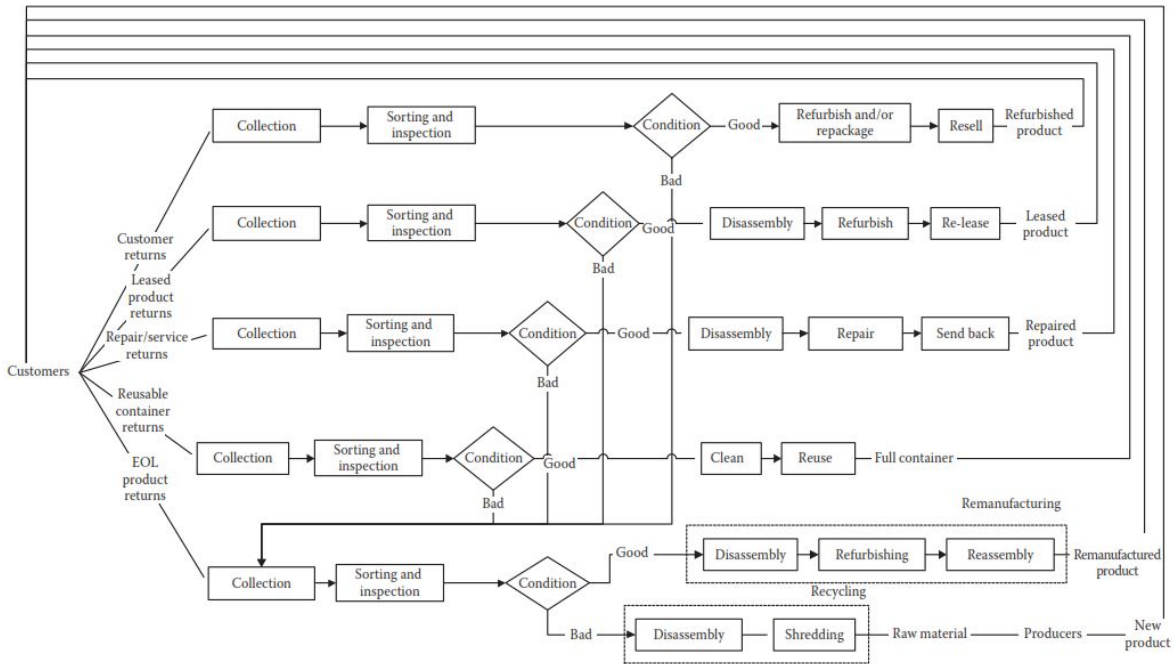 Collection
Sorting and
inspection
Condition
Good
Refurbish and/or
repackage
Resell
Refurbished
product
Bad
Collection
Sorting and
inspection
Condition
Good
Disassembly
Refurbish
Re-lease
Leased
product
Customer
returns
Bad
Leased
product
returns
Collection
Sorting and
inspection
Condition
Good
Disassembly
Repair
Send back
Repaired
product
Repair/service
returns
Customers
Bad
Reusable
container
returns
Collection
Sorting and
inspection
Condition
Good
Clean
Reuse
Full container
EOL
product
returns
Bad
Remanufacturing
Collection
Sorting and
inspection
Condition
Good
Disassembly
Refurbishing
Reassembly
Remanufactured
product
Recycling
Bad
Disassembly
Shredding
Raw material
Producers
New
product